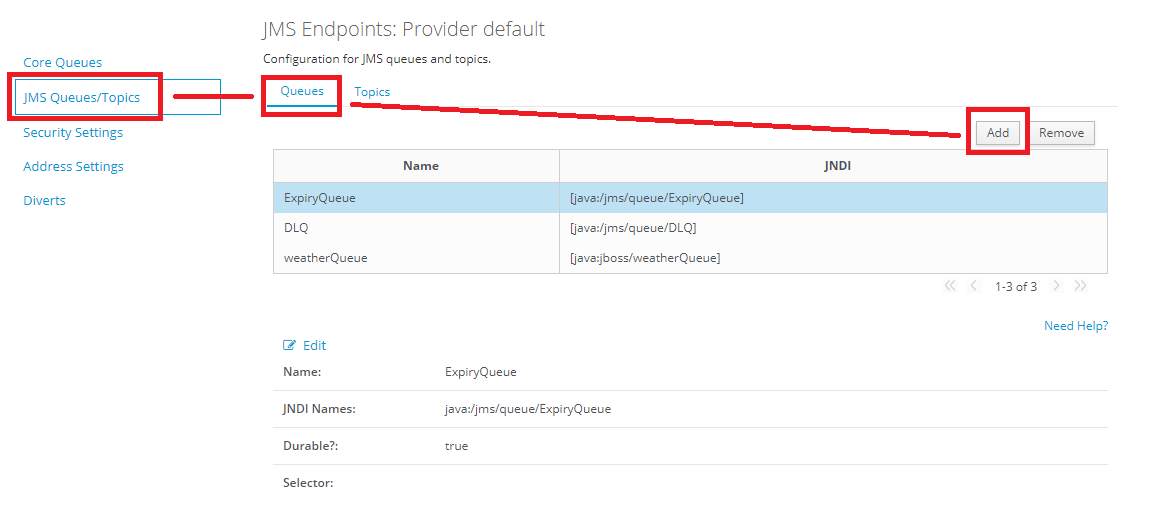 JMS Endpoints: Provider default
Configuration for JMS queues and topics.
Core Queues
JMS Queues/Topics
Security Settings
Address Settings
Diverts
Queues Topics
Add Remove
Name JNDI
ExpiryQueue [java:/jms/queue/ExpiryQueue]
DLQ [java:/jms/queue/DLQ]
weatherQueue [java:jboss/weatherQueue]
1-3 of 3
Need Help?
Edit
Name: ExpiryQueue
JNDI Names: java:/jms/queue/ExpiryQueue
Durable?: true
Selector: